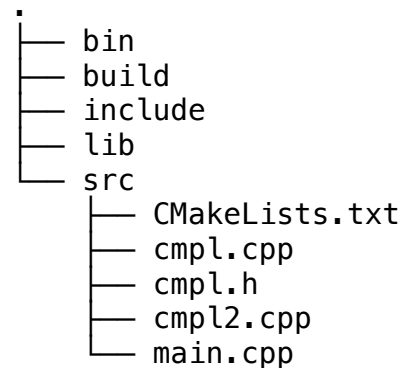 .
├── bin
├── build
├── include
├── lib
└── src
    ├── CMakeLists.txt
    ├── cmpl.cpp
    ├── cmpl.h
    ├── cmpl2.cpp
    └── main.cpp